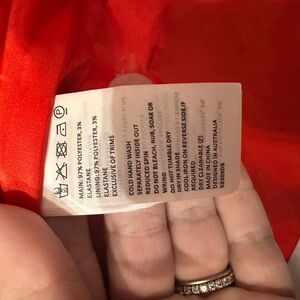 MAIN: 97% POLYESTER, 3%
ELASTANE
LINING: 97% POLYESTER, 3%
ELASTANE
EXCLUSIVE OF TRIMS
COLD HAND WASH
SEPARATELY INSIDE OUT
REDUCED SPIN
DO NOT BLEACH, RUB, SOAK OR
WRING
DO NOT TUMBLE DRY
DRY IN SHADE
COOL IRON ON REVERSE SIDE IF
REQUIRED
DRY CLEANABLE (P)
MADE IN CHINA
DESIGNED IN AUSTRALIA